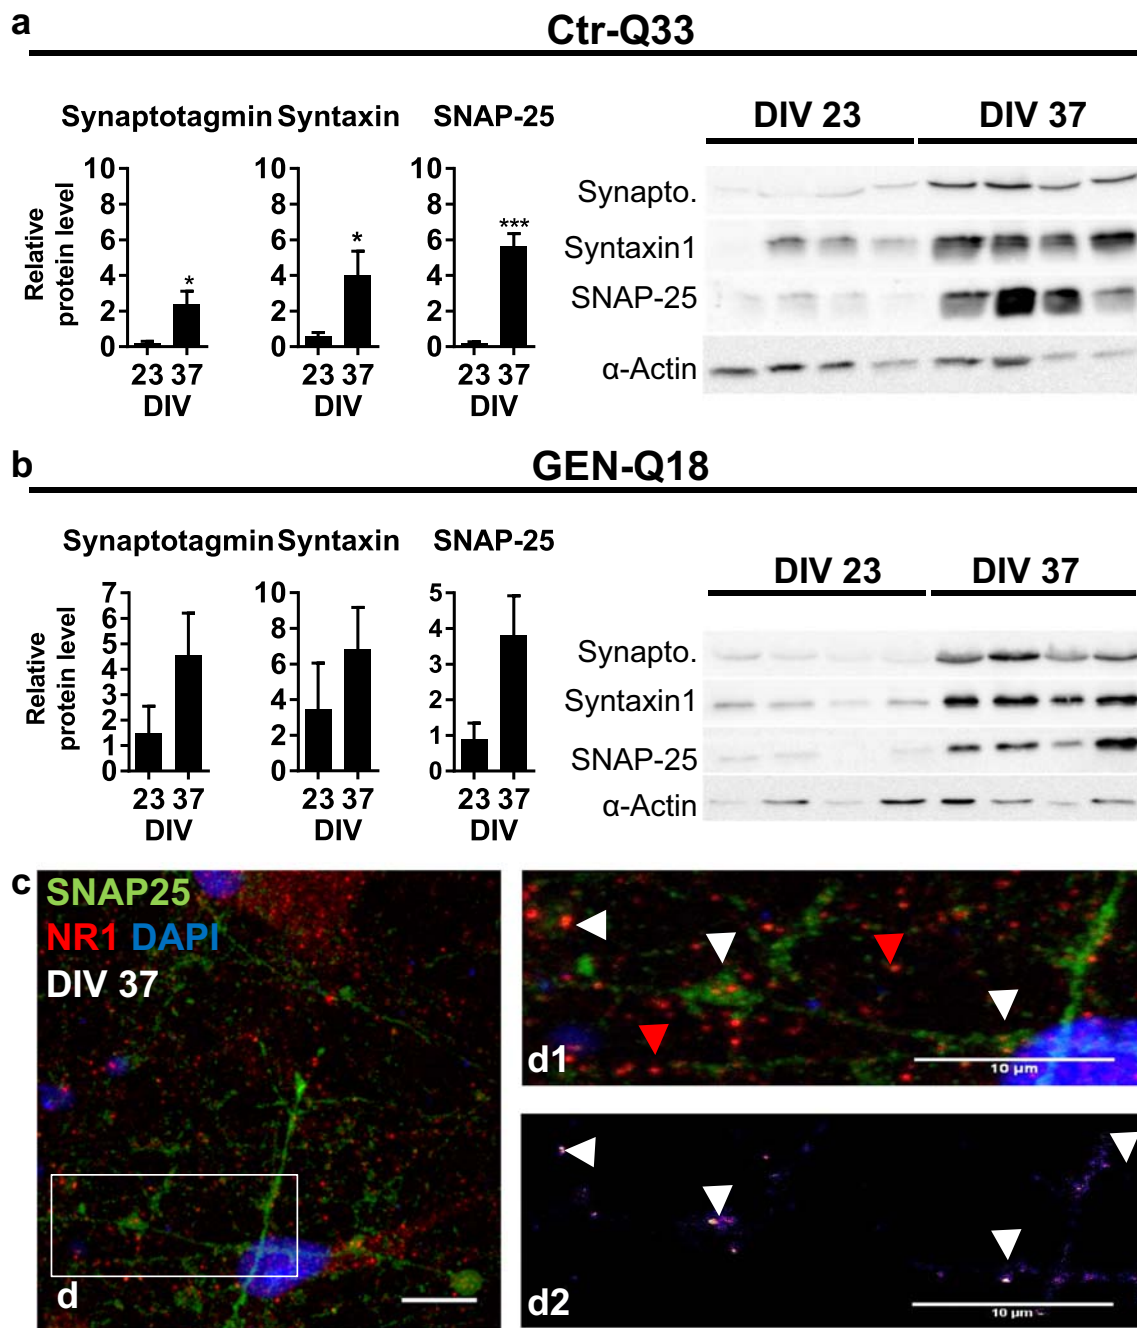 a
Ctr-Q33
Synaptotagmin Syntaxin SNAP-25
DIV 23 DIV 37
Relative protein level
10
8
6
4
2
0
*
23 37
DIV
10
8
6
4
2
0
*
23 37
DIV
10
8
6
4
2
0
***
23 37
DIV
Synapto.
Syntaxin1
SNAP-25
α-Actin
b
GEN-Q18
Synaptotagmin Syntaxin SNAP-25
DIV 23 DIV 37
Relative protein level
7
6
5
4
3
2
1
0
23 37
DIV
10
8
6
4
2
0
23 37
DIV
5
4
3
2
1
0
23 37
DIV
Synapto.
Syntaxin1
SNAP-25
α-Actin
c
SNAP25
NR1 DAPI
DIV 37
d
d1
10 µm
d2
10 µm